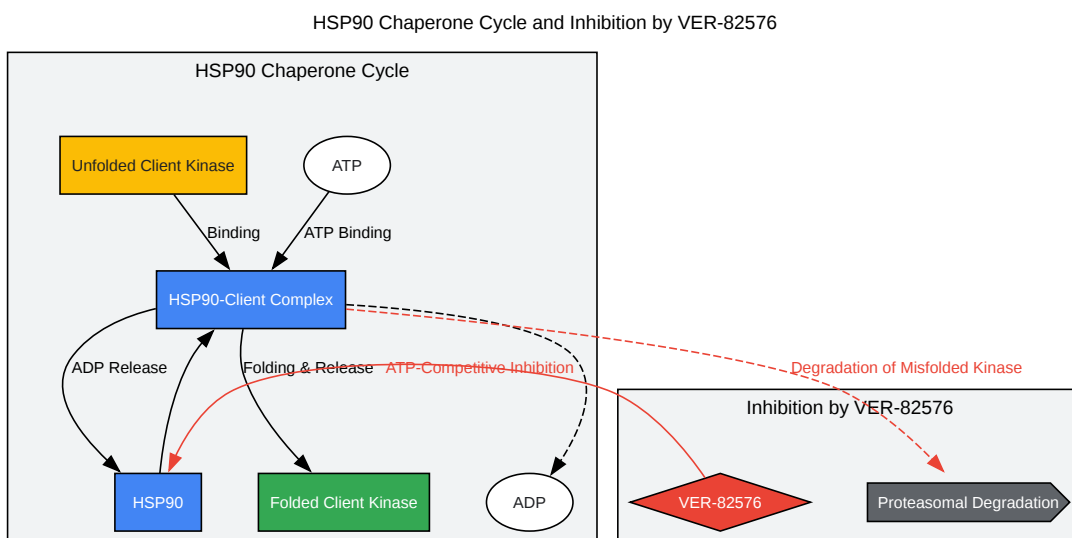 HSP90 Chaperone Cycle and Inhibition by VER-82576
HSP90 Chaperone Cycle
Unfolded Client Kinase
ATP
Binding
ATP Binding
HSP90-Client Complex
ADP Release
Folding & Release
ATP-Competitive Inhibition
Degradation of Misfolded Kinase
Inhibition by VER-82576
HSP90
Folded Client Kinase
ADP
VER-82576
Proteasomal Degradation